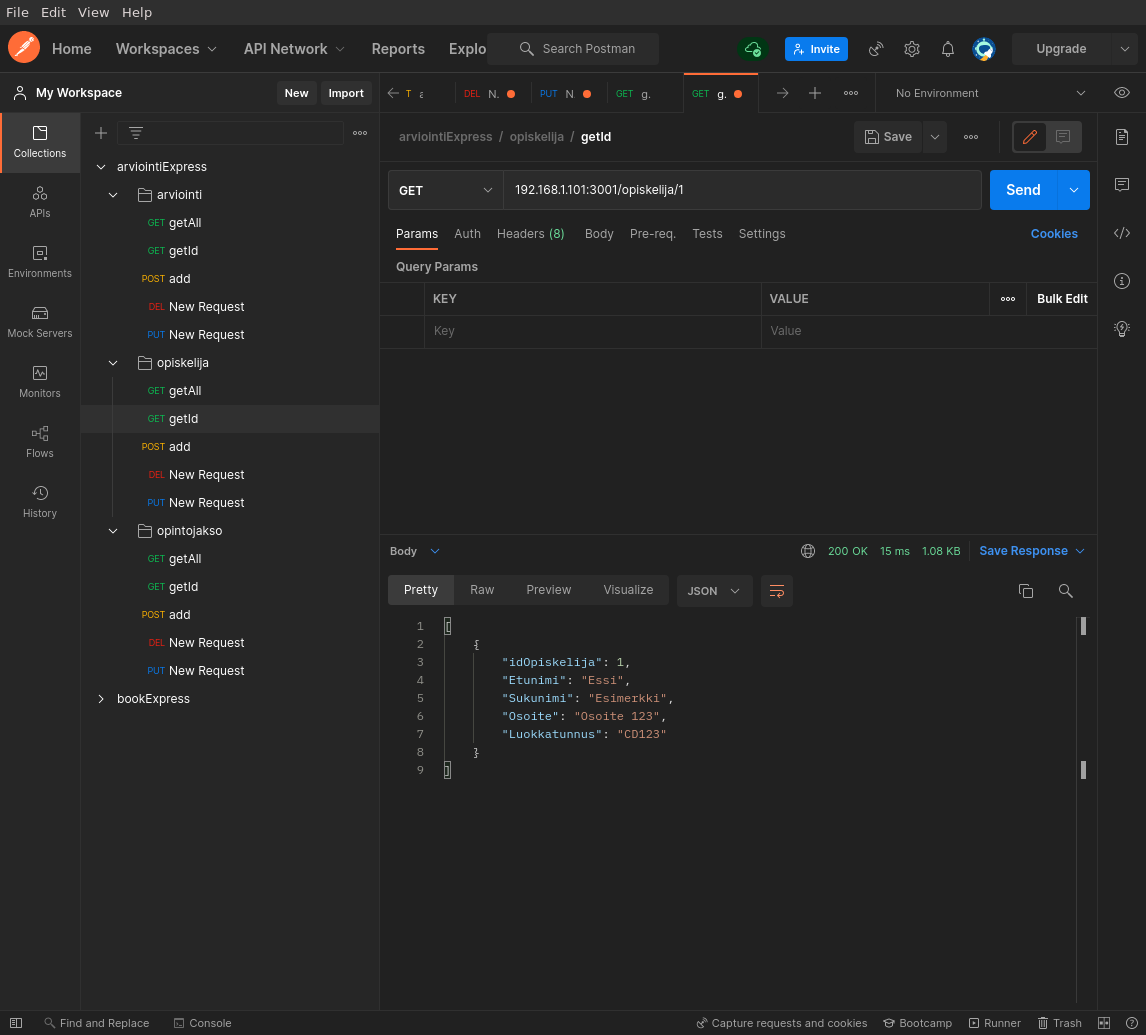 File Edit View Help
Home Workspaces API Network Reports Explo Search Postman Invite Upgrade
My Workspace New Import
T DEL N. PUT N. GET g. GET g. No Environment
Collections
APIs
Environments
Mock Servers
Monitors
Flows
History
arviointiExpress
arviointi
GET getAll
GET getId
POST add
DEL New Request
PUT New Request
opiskelija
GET getAll
GET getId
POST add
DEL New Request
PUT New Request
opintojakso
GET getAll
GET getId
POST add
DEL New Request
PUT New Request
bookExpress
arviointiExpress / opiskelija / getId Save
GET 192.168.1.101:3001/opiskelija/1 Send
Params Auth Headers (8) Body Pre-req. Tests Settings Cookies
Query Params
KEY VALUE Bulk Edit
Key Value
Body 200 OK 15 ms 1.08 KB Save Response
Pretty Raw Preview Visualize JSON
1 [
2 {
3 "idOpiskelija": 1,
4 "Etunimi": "Essi",
5 "Sukunimi": "Esimerkki",
6 "Osoite": "Osoite 123",
7 "Luokkatunnus": "CD123"
8 }
9 ]
Find and Replace Console Capture requests and cookies Bootcamp Runner Trash